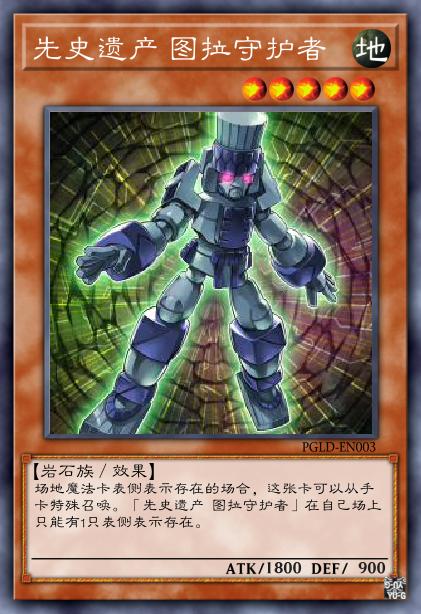 先史遗产 图拉守护者
地
PGLD-EN003
【岩石族／效果】
场地魔法卡表侧表示存在的场合，这张卡可以从手
卡特殊召唤。「先史遗产 图拉守护者」在自己场上
只能有1只表侧表示存在。
ATK/1800 DEF/ 900